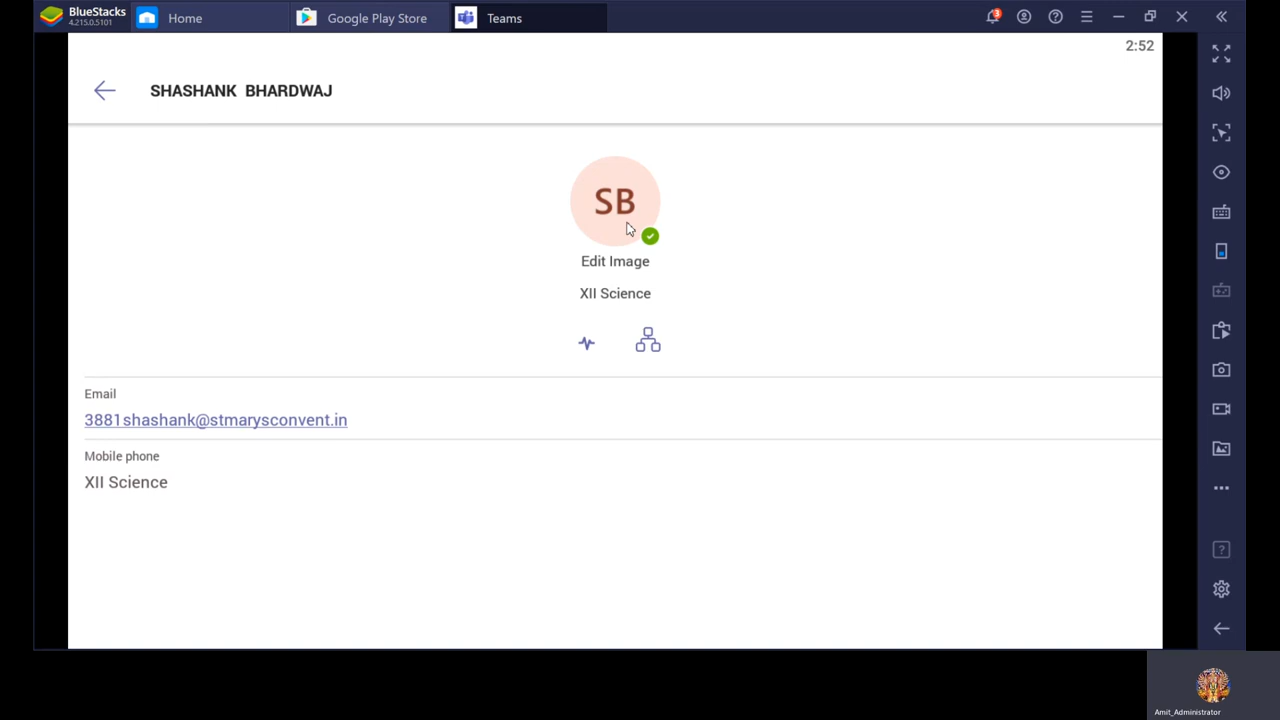 BlueStacks
4.215.0.5101
Home
Google Play Store
Teams
3
2:52
SHASHANK BHARDWAJ
SB
Edit Image
XII Science
Email
3881shashank@stmarysconvent.in
Mobile phone
XII Science
Amit_Administrator